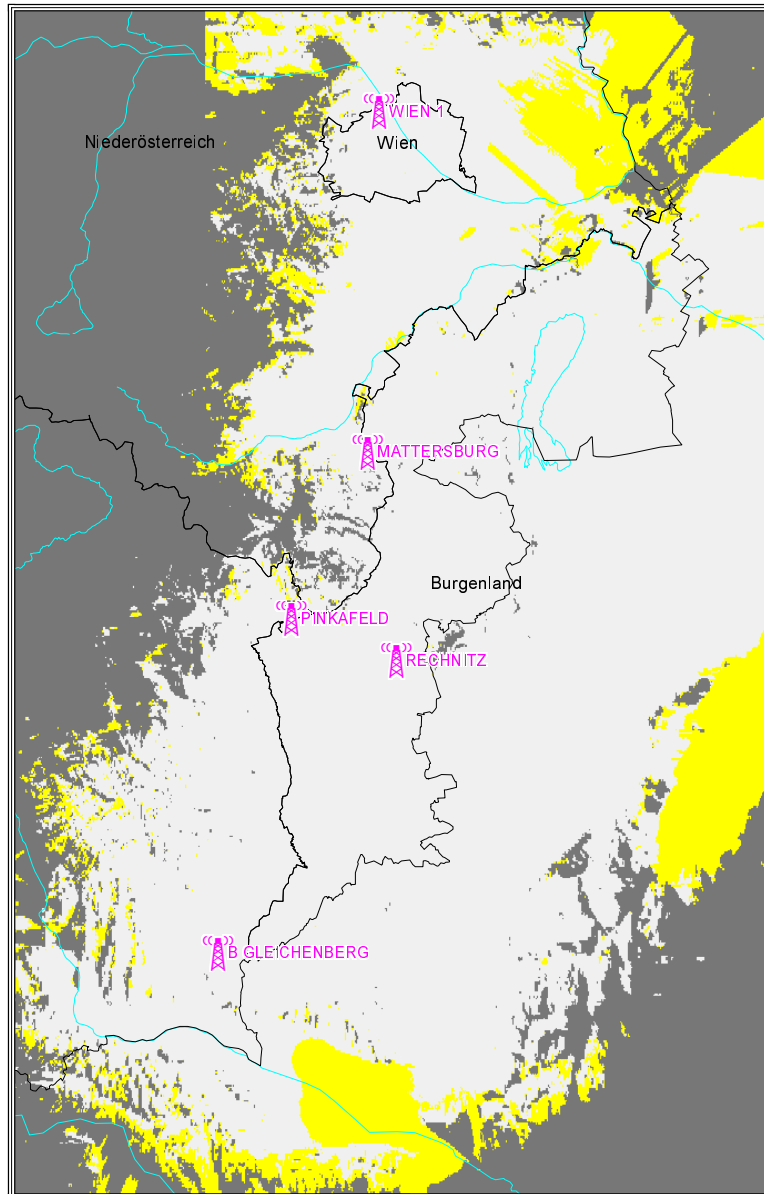 WIEN 1
Niederösterreich
Wien
MATTERSBURG
Burgenland
PINKAFELD
RECHNITZ
B.GLEICHENBERG